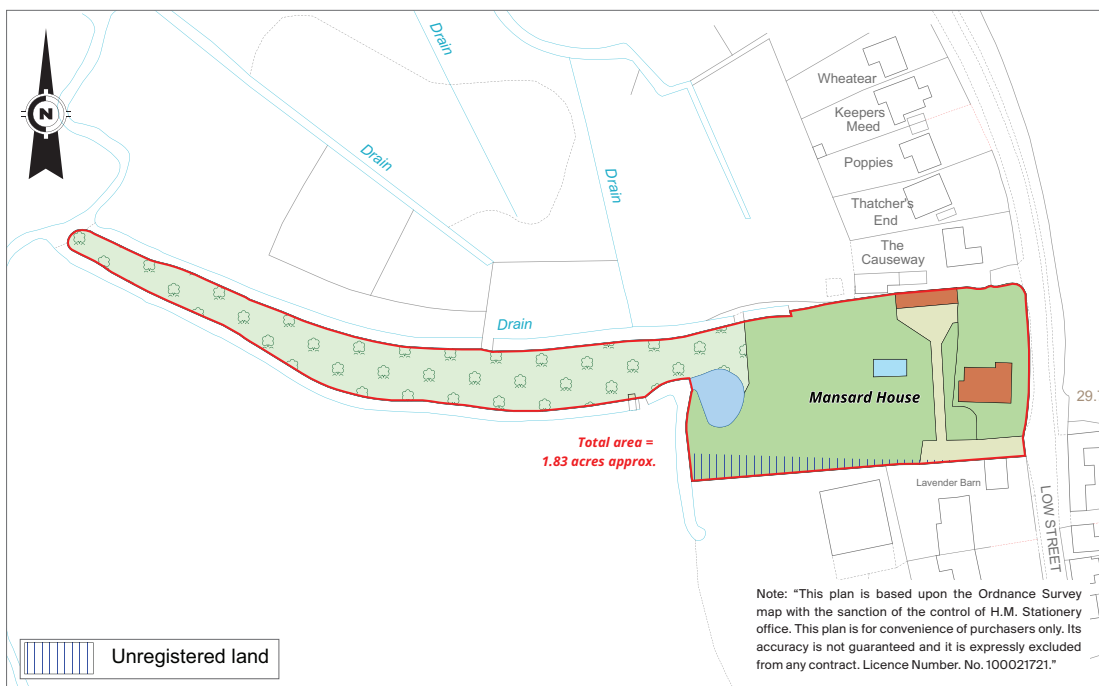 Drain
Wheatear
Keepers
Meed
Drain
Poppies
Drain
Thatcher's
End
The
Causeway
N
Drain
Mansard House
29.
Total area =
1.83 acres approx.
Lavender Barn
LOW STREET
Note: “This plan is based upon the Ordnance Survey
map with the sanction of the control of H.M. Stationery
office. This plan is for convenience of purchasers only. Its
accuracy is not guaranteed and it is expressly excluded
from any contract. Licence Number. No. 100021721.”
Unregistered land